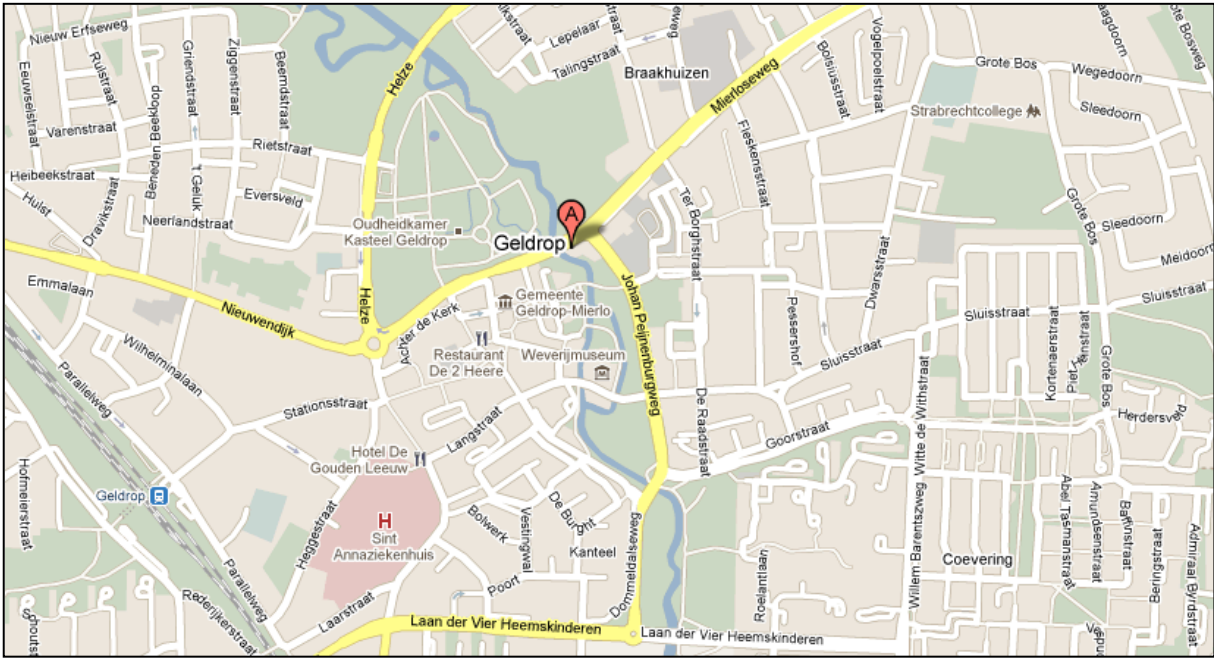 Nieuw Erfseweg
Eeuwselstraat
Rulstraat
Griendstraat
Ziggenstraat
Beemdstraat
Varenstraat
Beneden Beekloop
't Geluk
Rietstraat
Heibeekstraat
Hulst
Dravikstraat
Eversveld
Neerlandstraat
Helze
Lepelaar
Talingstraat
Braakhuizen
Mierloseweg
Bolsiusstraat
Vogelpoelstraat
Grote Bos
Wegedoorn
Sleedoorn
Strabrechtcollege
Fleskensstraat
Ter Borghstraat
Grote Bos
Sleedoorn
Meidoorn
Oudheidkamer
Kasteel Geldrop
A
Geldrop
Emmalaan
Nieuwendijk
Helze
Achter de Kerk
Gemeente
Geldrop-Mierlo
Johan Peijnenburgweg
Pessershof
Dwarsstraat
Sluisstraat
Sluisstraat
Sluisstraat
Wilhelminalaan
Parallelweg
Restaurant
De 2 Heere
Weverijmuseum
De Raadstraat
Witte de Withstraat
Kortenaerstraat
Grote Bos
Herdersveld
Stationsstraat
Langstraat
Goorstraat
Hotel De
Gouden Leeuw
Hofmeierstraat
Geldrop
H
Sint
Annaziekenhuis
Heggestraat
Bolwerk
Vestingwal
De Burght
Kanteel
Dommeldalseweg
Roelantlaan
Willem Barentszweg
Coevering
Abel Tasmanstraat
Amundsenstraat
Baffinstraat
Beringstraat
Admiraal Byrdstraat
Parallelweg
Rederijkerstraat
Laarstraat
Poort
Laan der Vier Heemskinderen
Laan der Vier Heemskinderen